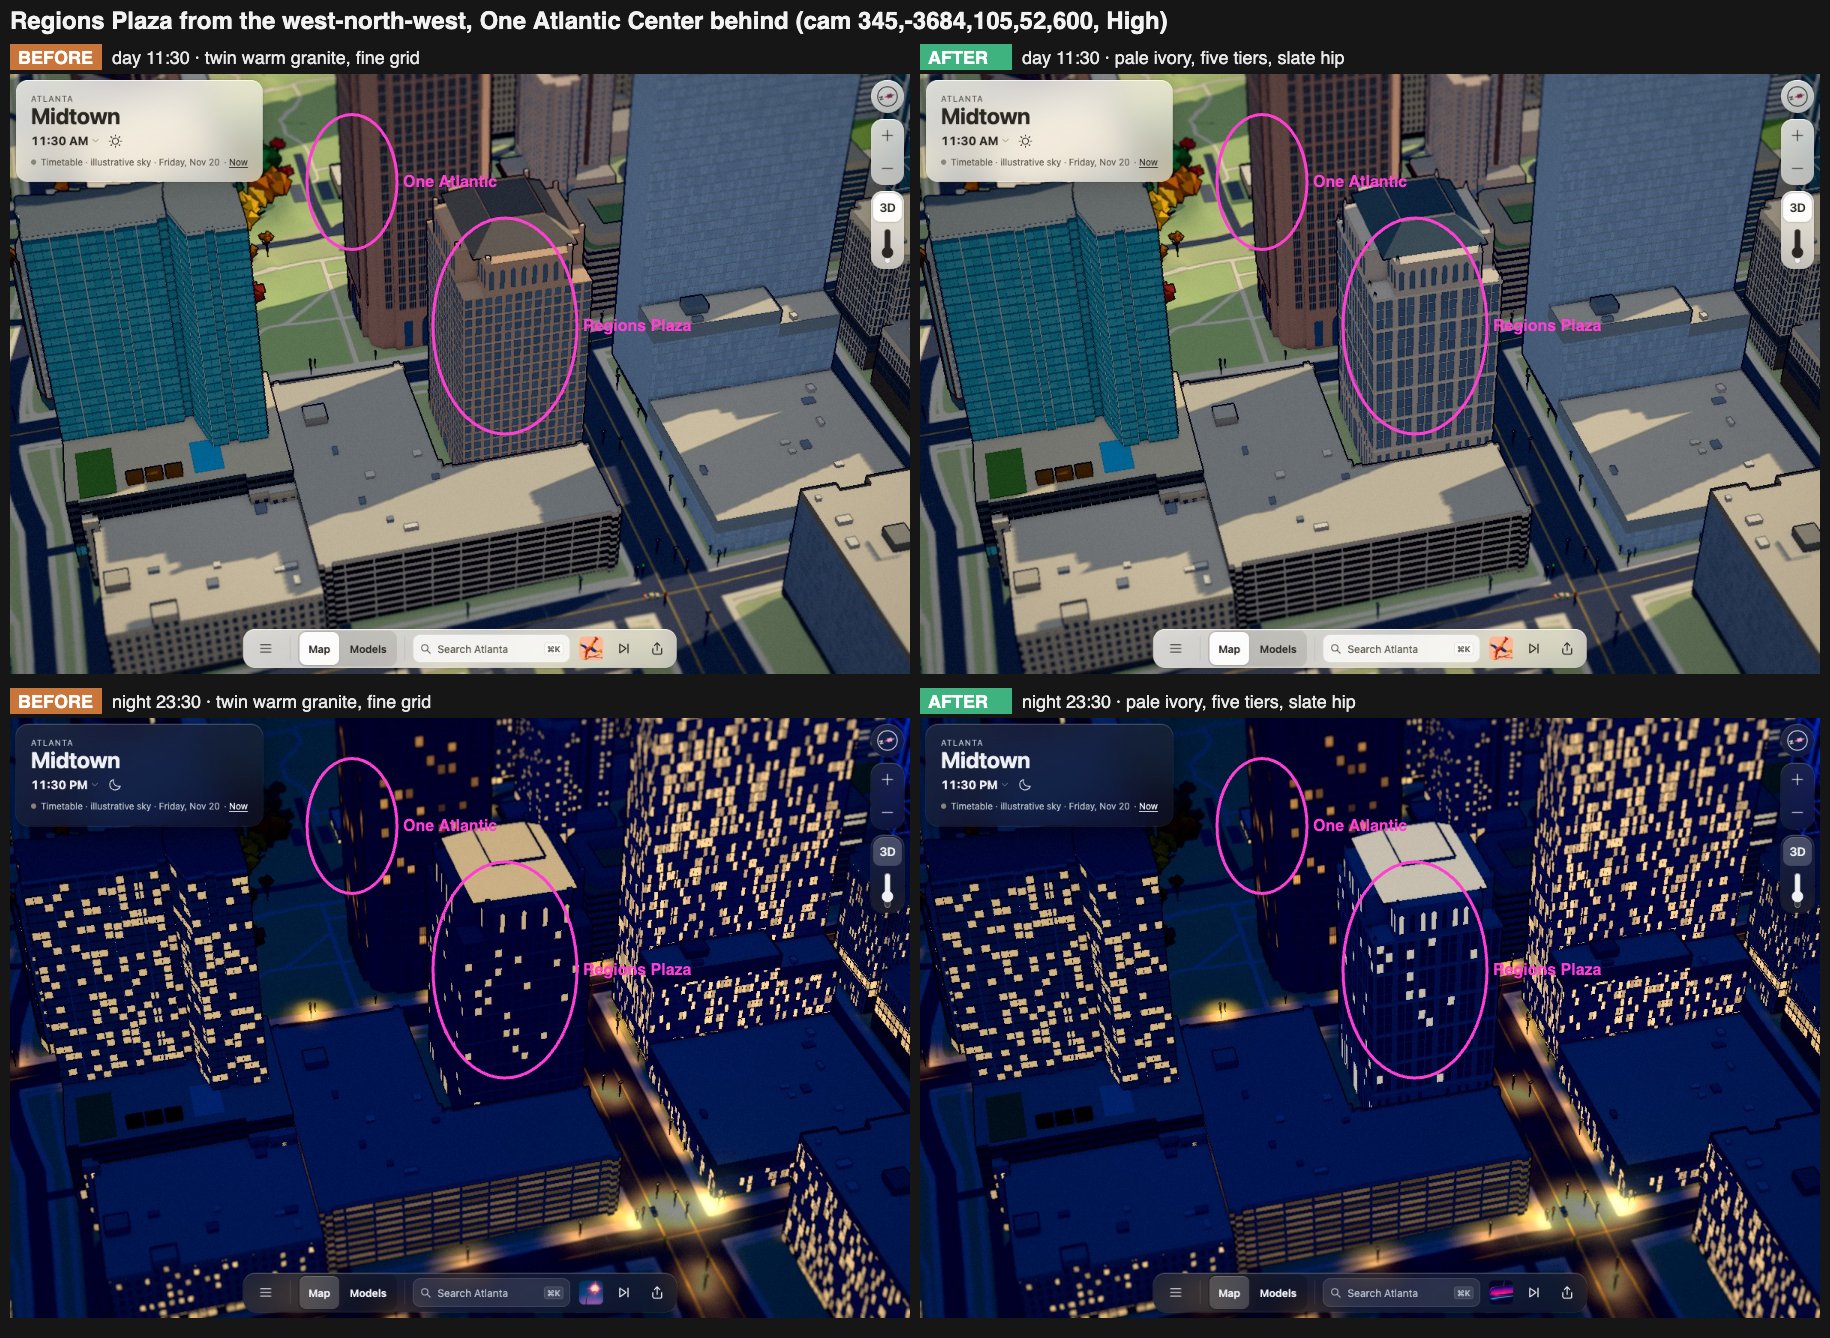 Regions Plaza from the west-north-west, One Atlantic Center behind (cam 345,-3684,105,52,600, High)
BEFORE day 11:30 · twin warm granite, fine grid
ATLANTA
Midtown
11:30 AM
Timetable · illustrative sky · Friday, Nov 20 · Now
One Atlantic
Regions Plaza
+
−
3D
Map
Models
Search Atlanta
⌘K
AFTER day 11:30 · pale ivory, five tiers, slate hip
ATLANTA
Midtown
11:30 AM
Timetable · illustrative sky · Friday, Nov 20 · Now
One Atlantic
Regions Plaza
+
−
3D
Map
Models
Search Atlanta
⌘K
BEFORE night 23:30 · twin warm granite, fine grid
ATLANTA
Midtown
11:30 PM
Timetable · illustrative sky · Friday, Nov 20 · Now
One Atlantic
Regions Plaza
+
−
3D
Map
Models
Search Atlanta
⌘K
AFTER night 23:30 · pale ivory, five tiers, slate hip
ATLANTA
Midtown
11:30 PM
Timetable · illustrative sky · Friday, Nov 20 · Now
One Atlantic
Regions Plaza
+
−
3D
Map
Models
Search Atlanta
⌘K